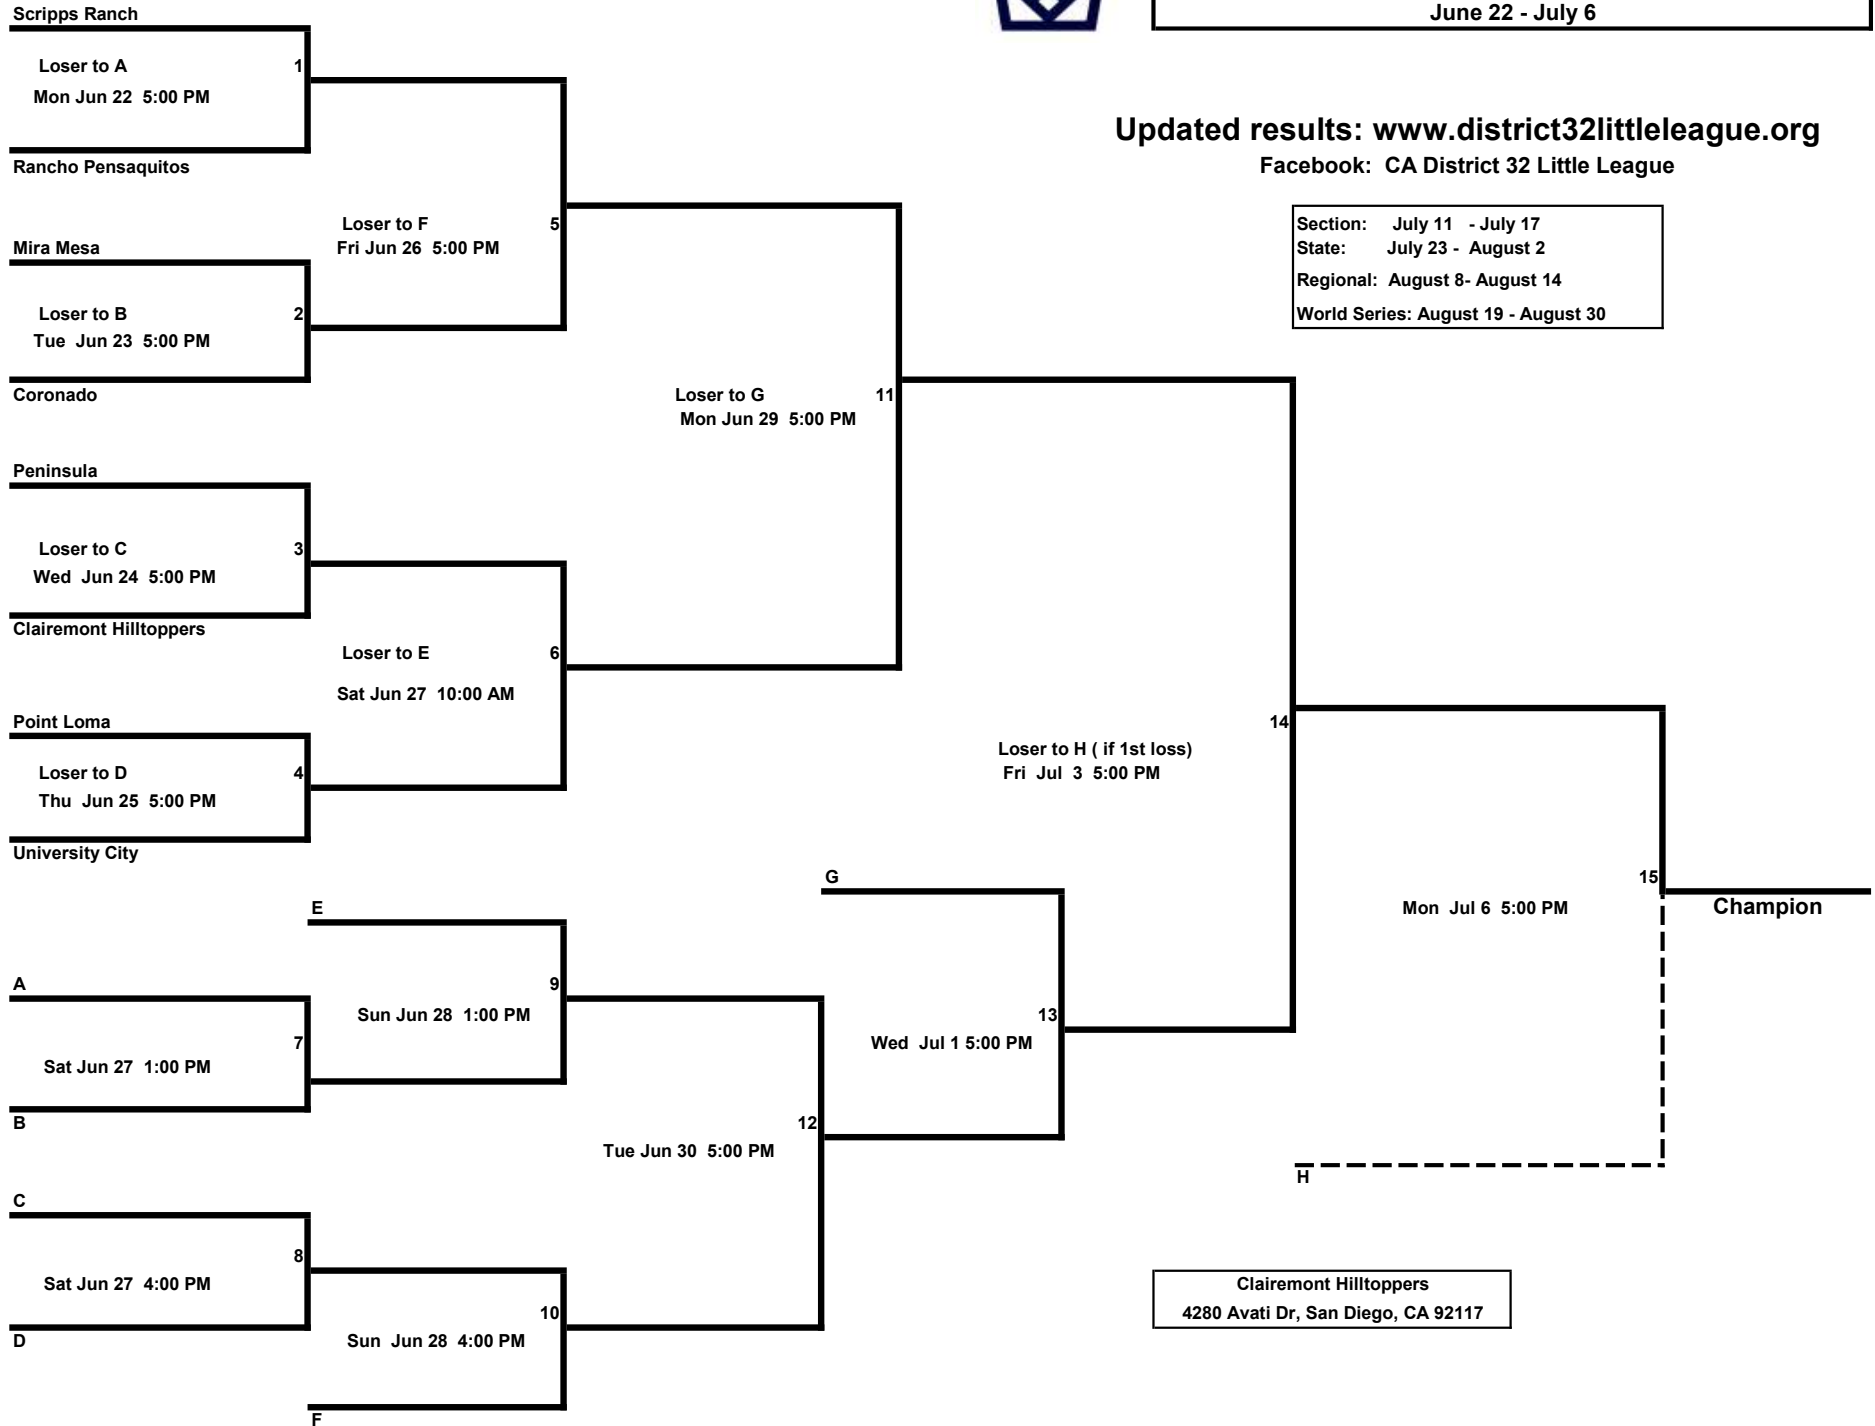 Scripps Ranch
June 22 - July 6
Loser to A
1
Mon Jun 22 5:00 PM
Rancho Pensaquitos
Updated results: www.district32littleleague.org
Facebook: CA District 32 Little League
Loser to F
5
Fri Jun 26 5:00 PM
Section: July 11 - July 17
State: July 23 - August 2
Regional: August 8- August 14
World Series: August 19 - August 30
Mira Mesa
Loser to B
2
Tue Jun 23 5:00 PM
Coronado
Loser to G
11
Mon Jun 29 5:00 PM
Peninsula
Loser to C
3
Wed Jun 24 5:00 PM
Clairemont Hilltoppers
Loser to E
6
Sat Jun 27 10:00 AM
Point Loma
14
Loser to H ( if 1st loss)
Fri Jul 3 5:00 PM
Loser to D
4
Thu Jun 25 5:00 PM
University City
G
15
Mon Jul 6 5:00 PM
Champion
E
A
9
Sun Jun 28 1:00 PM
13
Wed Jul 1 5:00 PM
7
Sat Jun 27 1:00 PM
B
12
Tue Jun 30 5:00 PM
H
C
8
Sat Jun 27 4:00 PM
D
10
Sun Jun 28 4:00 PM
F
Clairemont Hilltoppers
4280 Avati Dr, San Diego, CA 92117